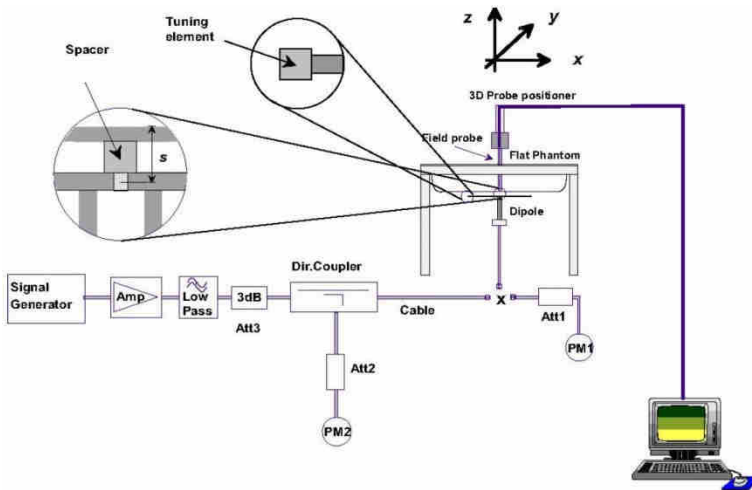 Tuning
element
Spacer
s
z
y
x
3D Probe positioner
Field probe
Flat Phantom
Dipole
Signal
Generator
Amp
Low
Pass
3dB
Att3
Dir.Coupler
Cable
x
Att1
PM1
Att2
PM2